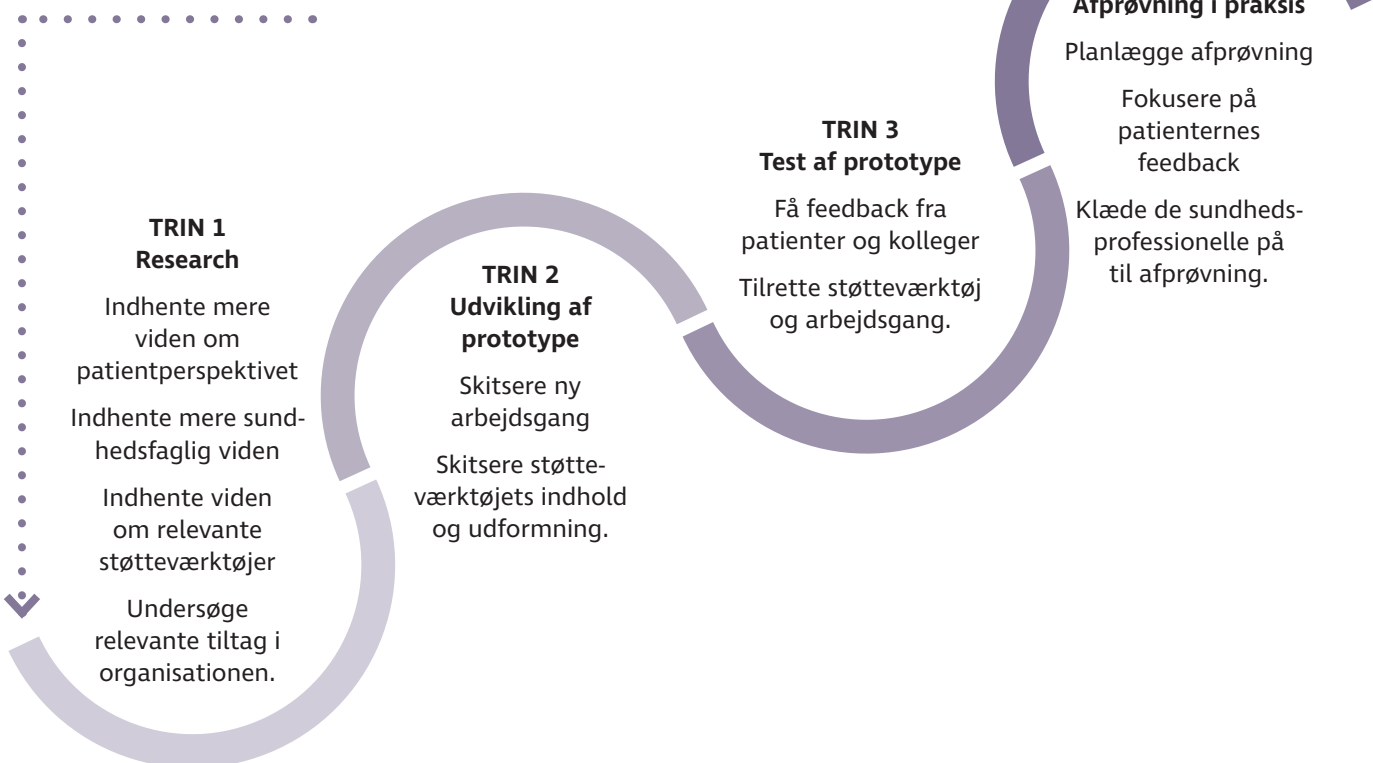 TRIN 1
Research
Indhente mere
viden om
patientperspektivet
Indhente mere sund-
hedsfaglig viden
Indhente viden
om relevante
støtteværktøjer
Undersøge
relevante tiltag i
organisationen.
TRIN 2
Udvikling af
prototype
Skitsere ny
arbejdsgang
Skitsere støtte-
værktøjets indhold
og udformning.
TRIN 3
Test af prototype
Få feedback fra
patienter og kolleger
Tilrette støtteværktøj
og arbejdsgang.
Afprøvning i praksis
Planlægge afprøvning
Fokusere på
patienternes
feedback
Klæde de sundheds-
professionelle på
til afprøvning.